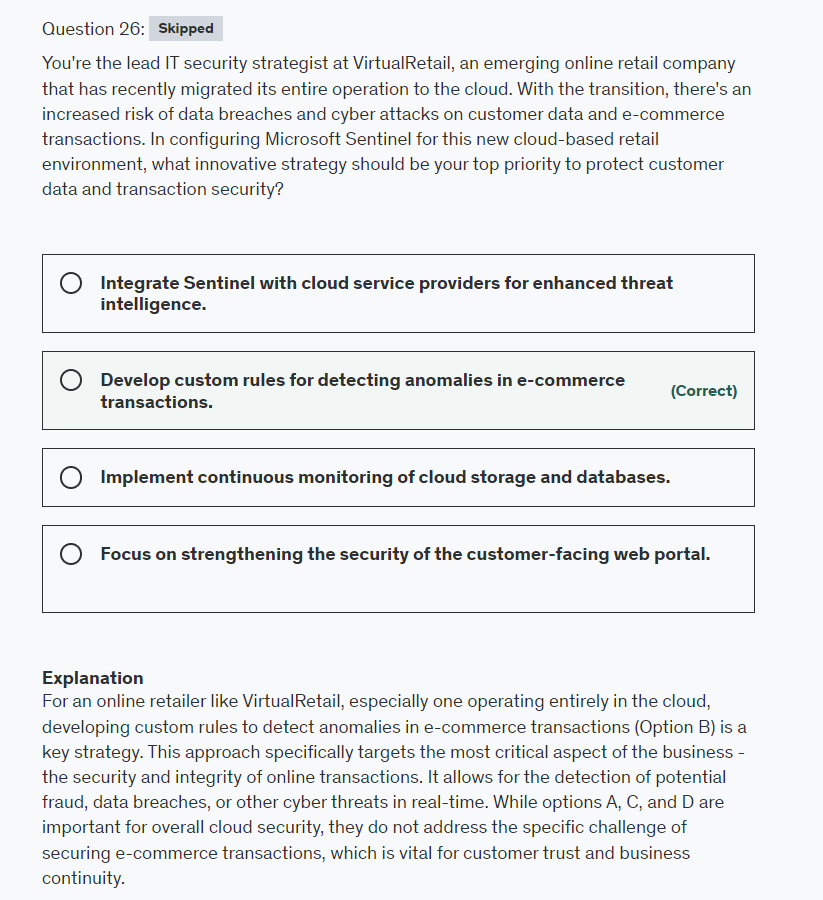 Question 26: Skipped
You're the lead IT security strategist at VirtualRetail, an emerging online retail company
that has recently migrated its entire operation to the cloud. With the transition, there's an
increased risk of data breaches and cyber attacks on customer data and e-commerce
transactions. In configuring Microsoft Sentinel for this new cloud-based retail
environment, what innovative strategy should be your top priority to protect customer
data and transaction security?
Integrate Sentinel with cloud service providers for enhanced threat
intelligence.
Develop custom rules for detecting anomalies in e-commerce
transactions.
(Correct)
Implement continuous monitoring of cloud storage and databases.
Focus on strengthening the security of the customer-facing web portal.
Explanation
For an online retailer like VirtualRetail, especially one operating entirely in the cloud,
developing custom rules to detect anomalies in e-commerce transactions (Option B) is a
key strategy. This approach specifically targets the most critical aspect of the business -
the security and integrity of online transactions. It allows for the detection of potential
fraud, data breaches, or other cyber threats in real-time. While options A, C, and D are
important for overall cloud security, they do not address the specific challenge of
securing e-commerce transactions, which is vital for customer trust and business
continuity.